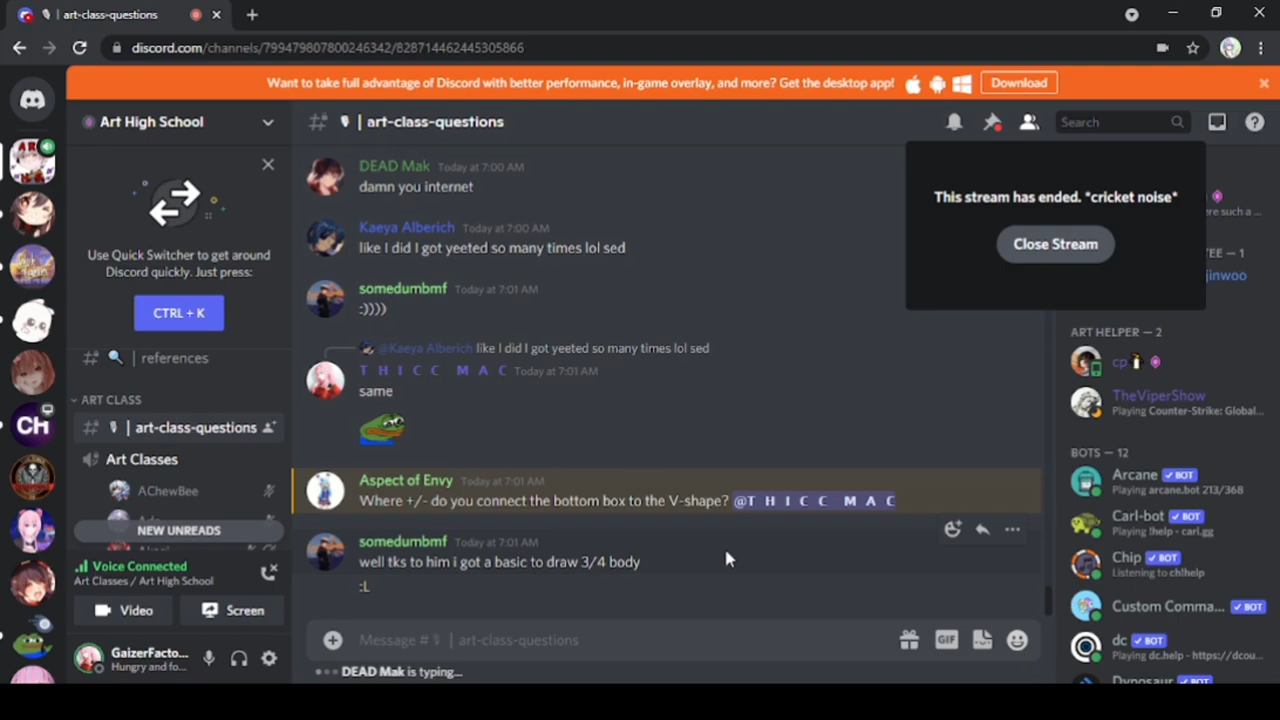 | art-class-questions
discord.com/channels/799479807800246342/828714462445305866
Want to take full advantage of Discord with better performance, in-game overlay, and more? Get the desktop app!
Download
Art High School
| art-class-questions
Search
Use Quick Switcher to get around
Discord quickly. Just press:
CTRL + K
| references
ART CLASS
| art-class-questions
Art Classes
AChewBee
NEW UNREADS
Voice Connected
Art Classes / Art High School
Video
Screen
GaizerFacto...
Hungry and fo...
CH
DEAD Mak Today at 7:00 AM
damn you internet
Kaeya Alberich Today at 7:00 AM
like I did I got yeeted so many times lol sed
somedumbmf Today at 7:01 AM
:))))
@Kaeya Alberich like I did I got yeeted so many times lol sed
T H I C C M A C Today at 7:01 AM
same
Aspect of Envy Today at 7:01 AM
Where +/- do you connect the bottom box to the V-shape? @T H I C C M A C
somedumbmf Today at 7:01 AM
well tks to him i got a basic to draw 3/4 body
:L
Message # | art-class-questions
GIF
DEAD Mak is typing...
This stream has ended. *cricket noise*
Close Stream
ere such a ...
EE — 1
jinwoo
ART HELPER — 2
cp
TheViperShow
Playing Counter-Strike: Global...
BOTS — 12
Arcane BOT
Playing arcane.bot 213/368
Carl-bot BOT
Playing !help - carl.gg
Chip BOT
Listening to ch!help
Custom Comma... BOT
dc BOT
Playing dc.help - https://dcou...
Dynosaur BOT